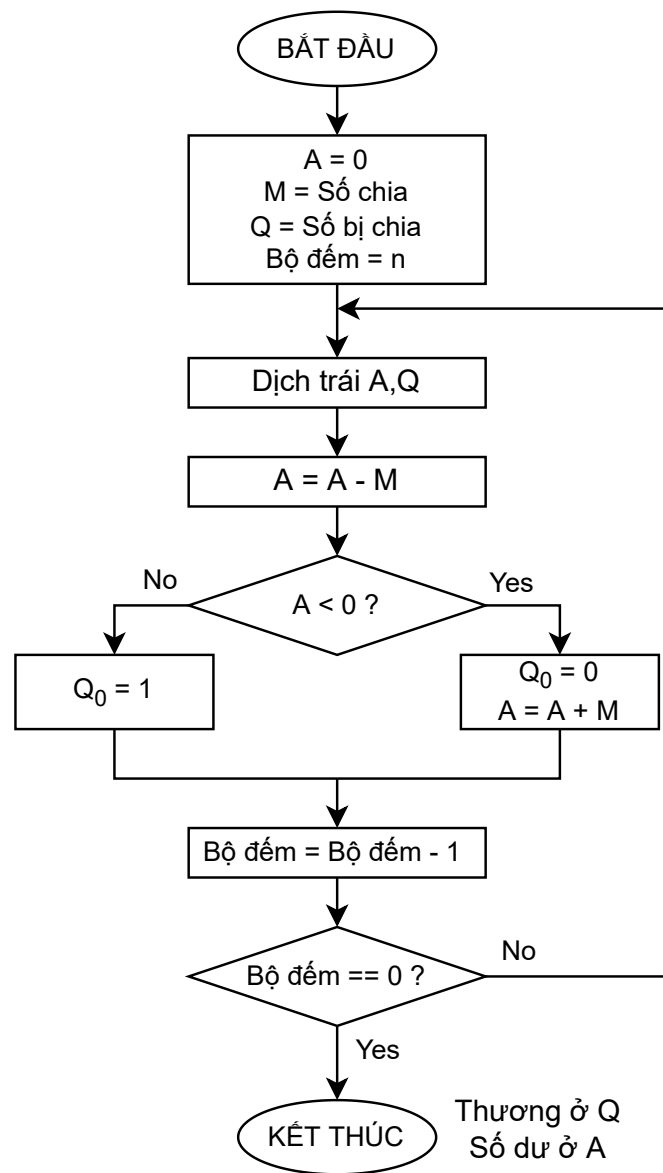 BẮT ĐẦU
A = 0
M = Số chia
Q = Số bị chia
Bộ đếm = n
Dịch trái A,Q
A = A - M
No
A < 0 ?
Yes
Q₀ = 1
Q₀ = 0
A = A + M
Bộ đếm = Bộ đếm - 1
Bộ đếm == 0 ?
No
Yes
KẾT THÚC
Thương ở Q
Số dư ở A